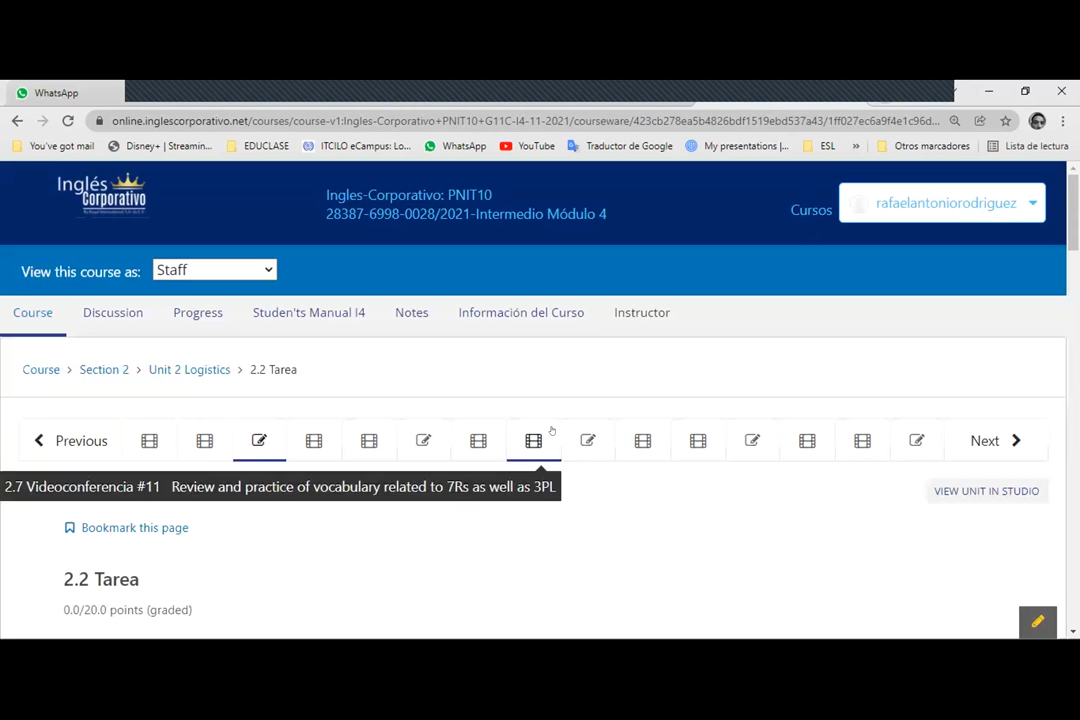 WhatsApp
online.inglescorporativo.net/courses/course-v1:Ingles-Corporativo+PNIT10+G11C-I4-11-2021/courseware/423cb278ea5b4826bdf1519ebd537a43/1ff027ec6a9f4e1c96d...
You've got mail Disney+ | Streamin... EDUCLASE ITCILO eCampus: Lo... WhatsApp YouTube Traductor de Google My presentations |... ESL » Otros marcadores Lista de lectura
Inglés Corporativo
Ingles-Corporativo: PNIT10
28387-6998-0028/2021-Intermedio Módulo 4
Cursos rafaelantoniorodriguez
View this course as: Staff
Course Discussion Progress Studen'ts Manual I4 Notes Información del Curso Instructor
Course > Section 2 > Unit 2 Logistics > 2.2 Tarea
Previous Next
2.7 Videoconferencia #11 Review and practice of vocabulary related to 7Rs as well as 3PL
VIEW UNIT IN STUDIO
Bookmark this page
2.2 Tarea
0.0/20.0 points (graded)